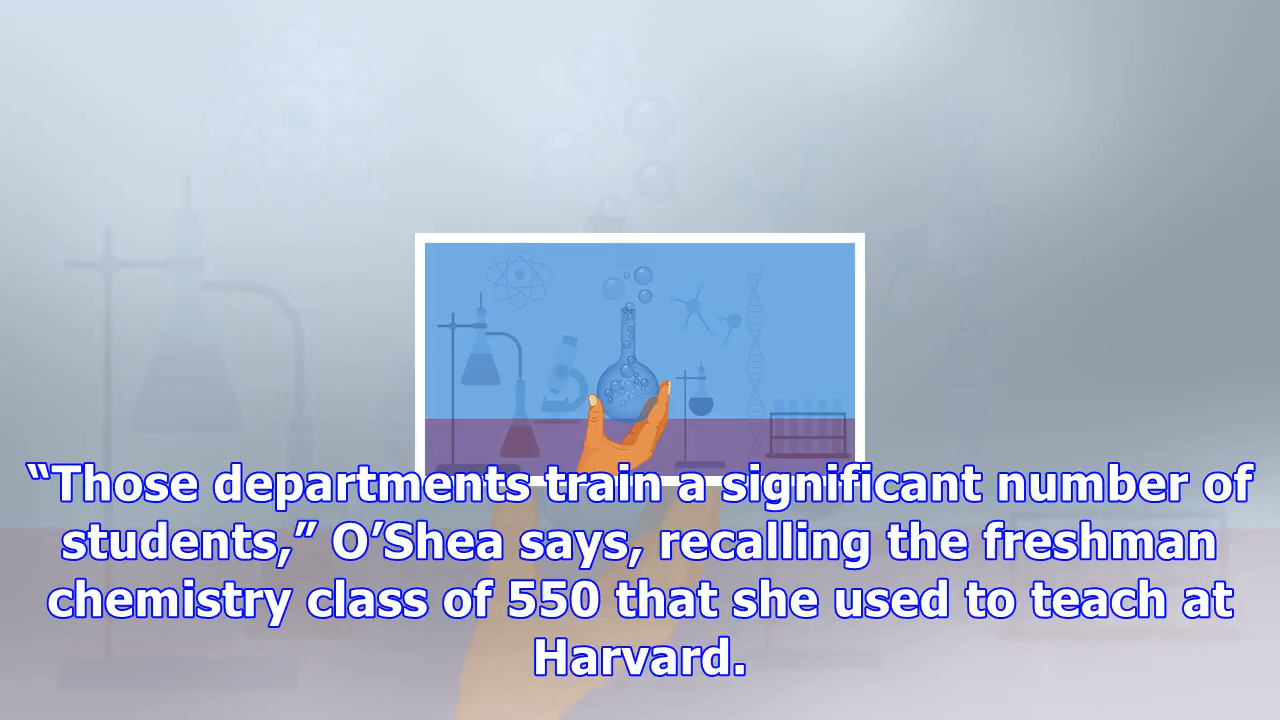 “Those departments train a significant number of
students,” O’Shea says, recalling the freshman
chemistry class of 550 that she used to teach at
Harvard.